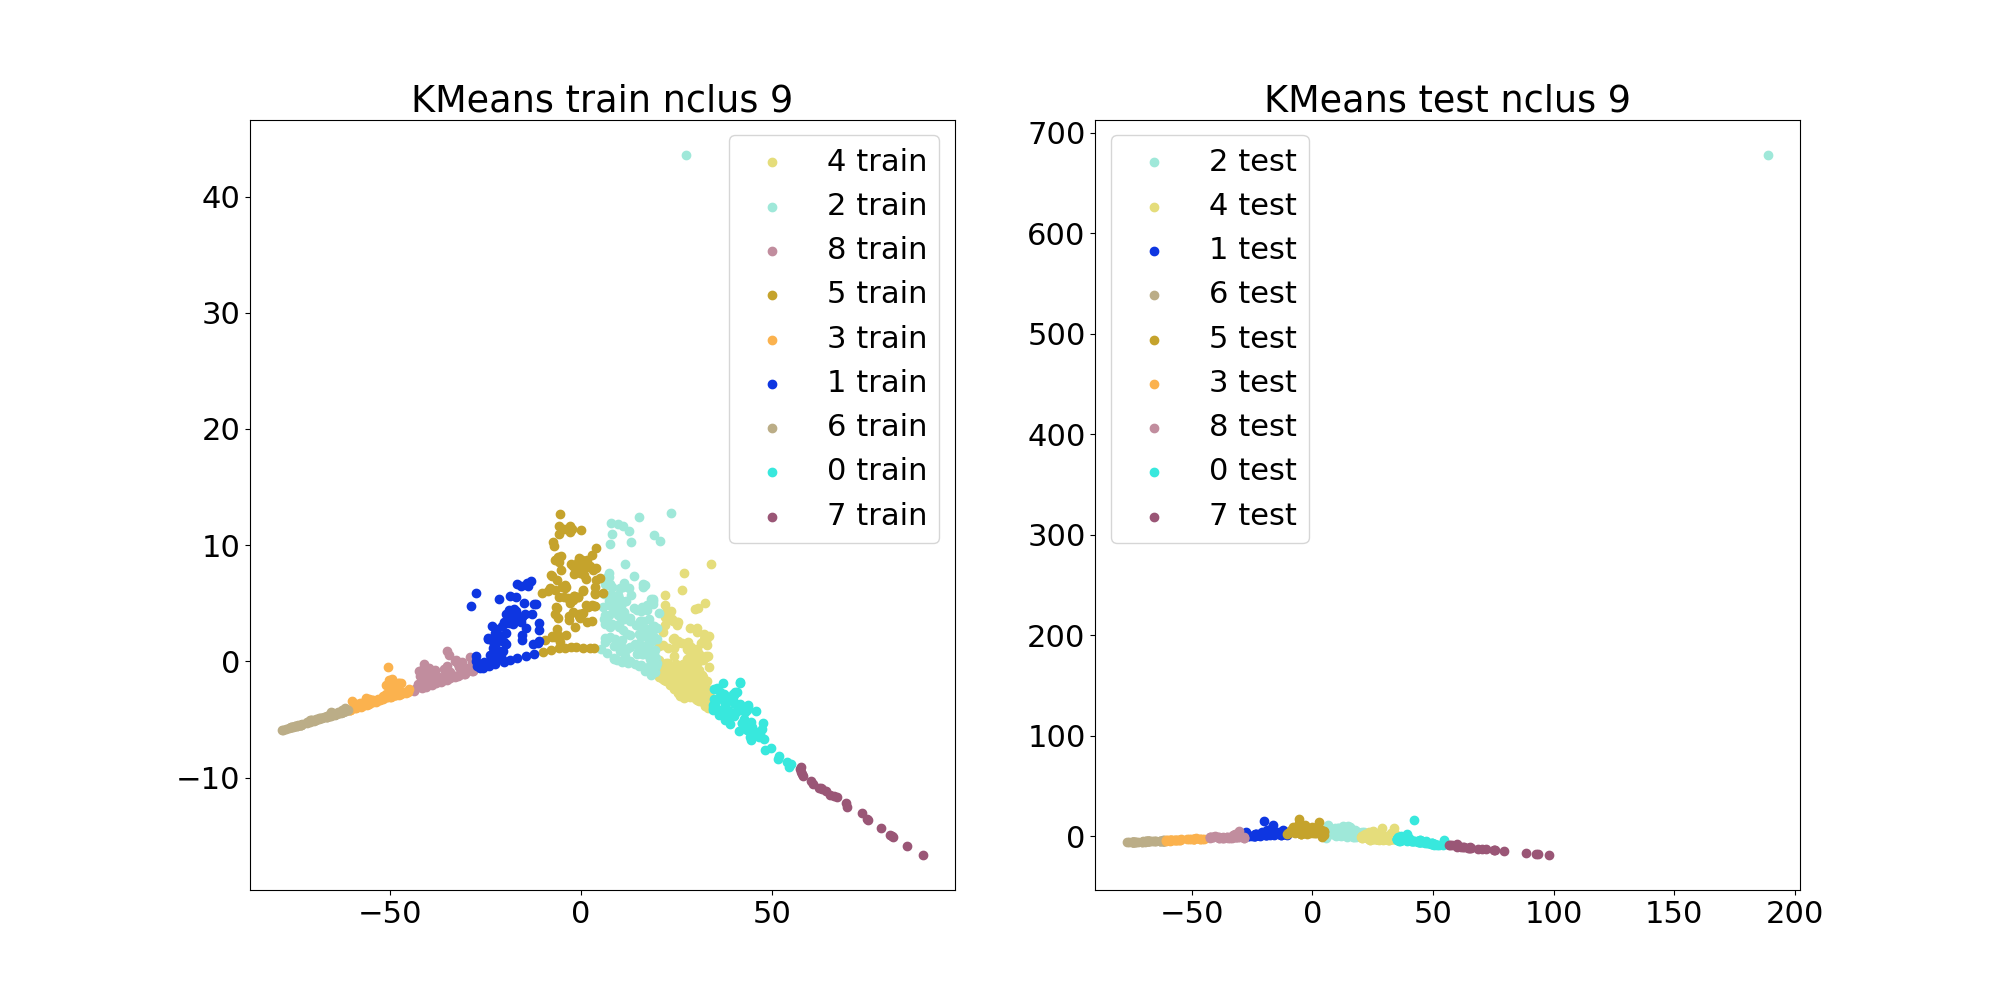 KMeans train nclus 9
40
30
20
10
0
−10
−50
0
50
4 train
2 train
8 train
5 train
3 train
1 train
6 train
0 train
7 train
KMeans test nclus 9
700
600
500
400
300
200
100
0
−50
0
50
100
150
200
2 test
4 test
1 test
6 test
5 test
3 test
8 test
0 test
7 test